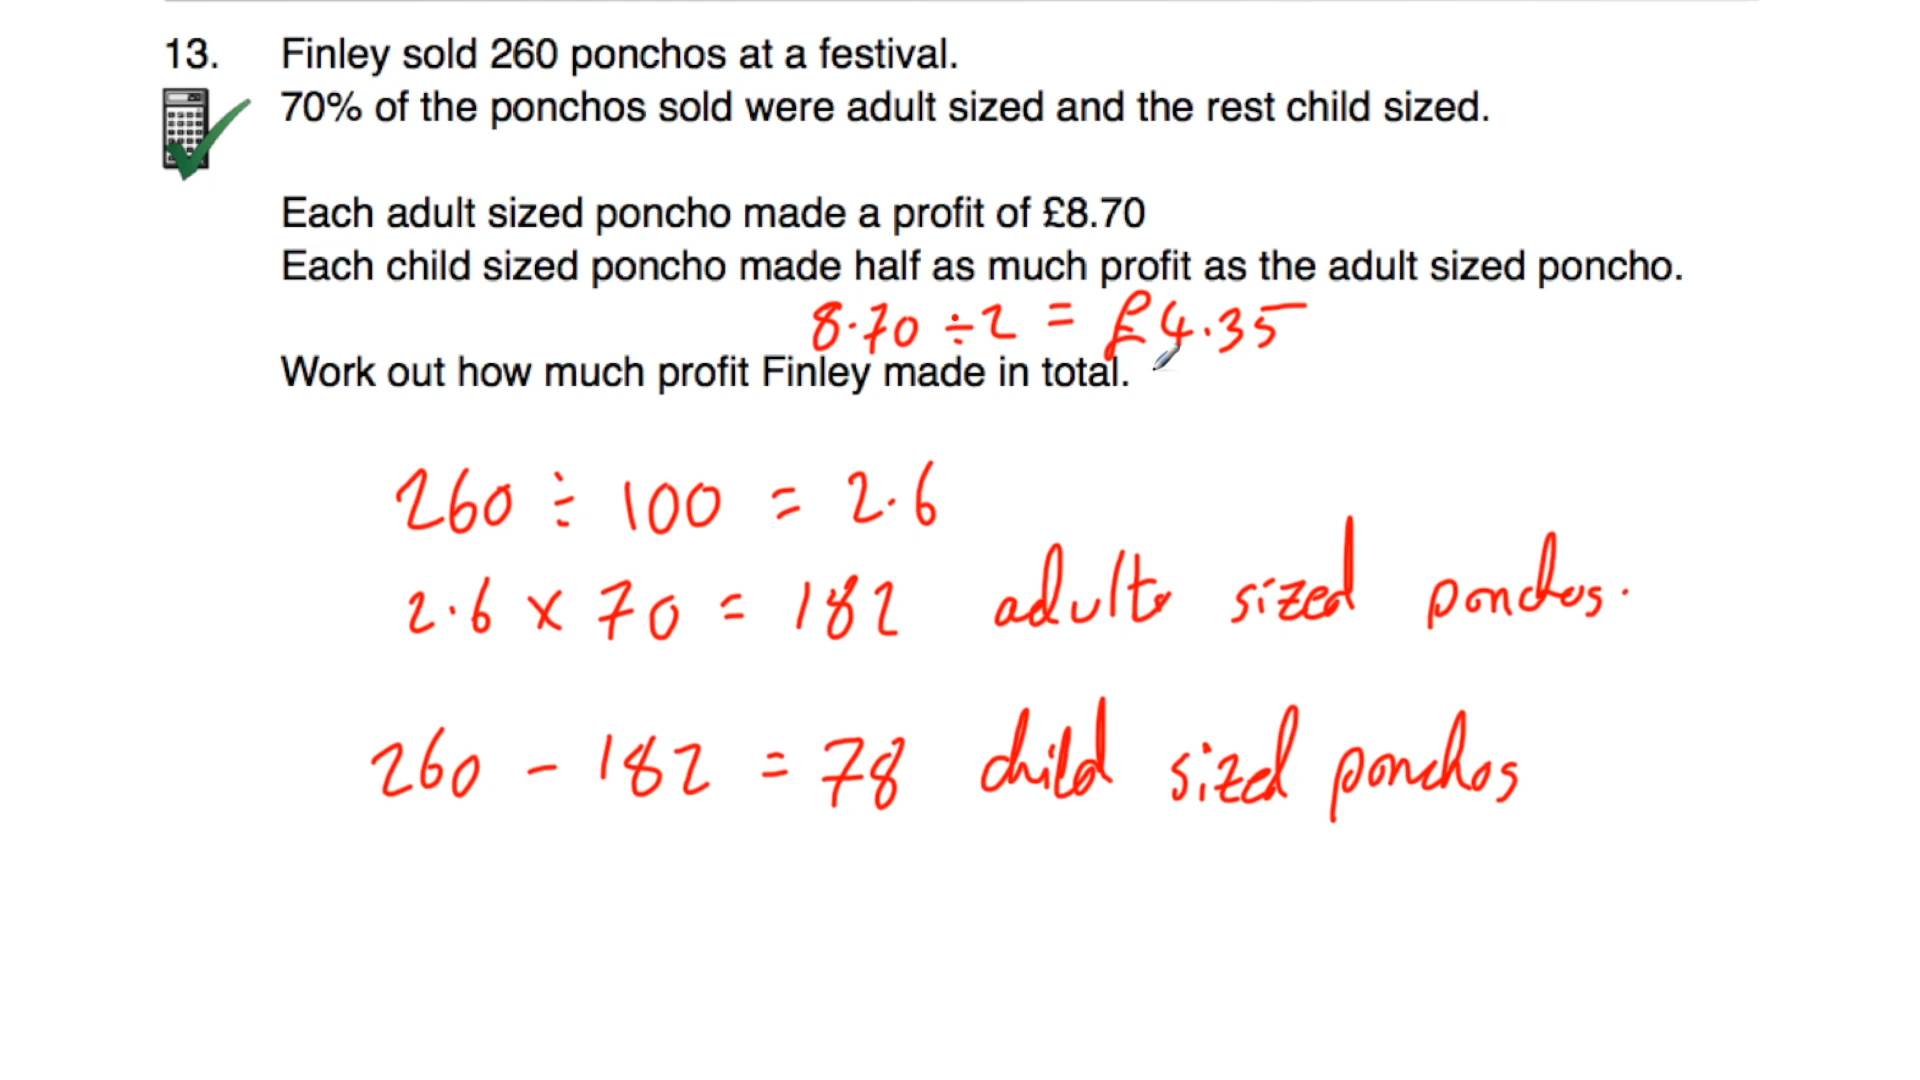 13. Finley sold 260 ponchos at a festival.
70% of the ponchos sold were adult sized and the rest child sized.
Each adult sized poncho made a profit of £8.70
Each child sized poncho made half as much profit as the adult sized poncho.
8.70 ÷ 2 = £4.35
Work out how much profit Finley made in total.
260 ÷ 100 = 2.6
2.6 x 70 = 182 adults sized ponchos.
260 - 182 = 78 child sized ponchos